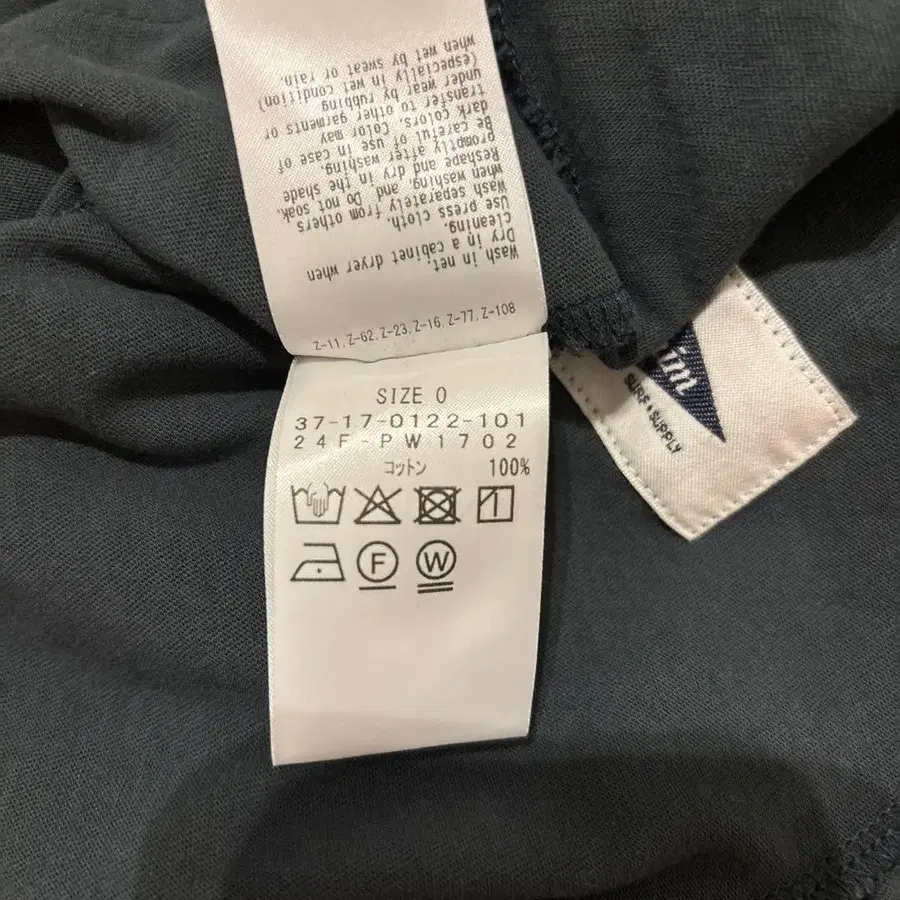 Wash in net.
Dry in a cabinet dryer when
cleaning.
Use press cloth.
Wash separately from others
when washing, and Do not soak.
Reshape and dry in the shade
promptly after washing.
Be careful of use in case of
dark colors. Color may
transfer to other garments or
under wear by rubbing
(especially in wet condition)
when wet by sweat or rain.
Z-11,Z-62,Z-23,Z-16,Z-77,Z-108
SIZE 0
37-17-0122-101
24F-PW1702
コットン 100%
F W
SURF • SUPPLY